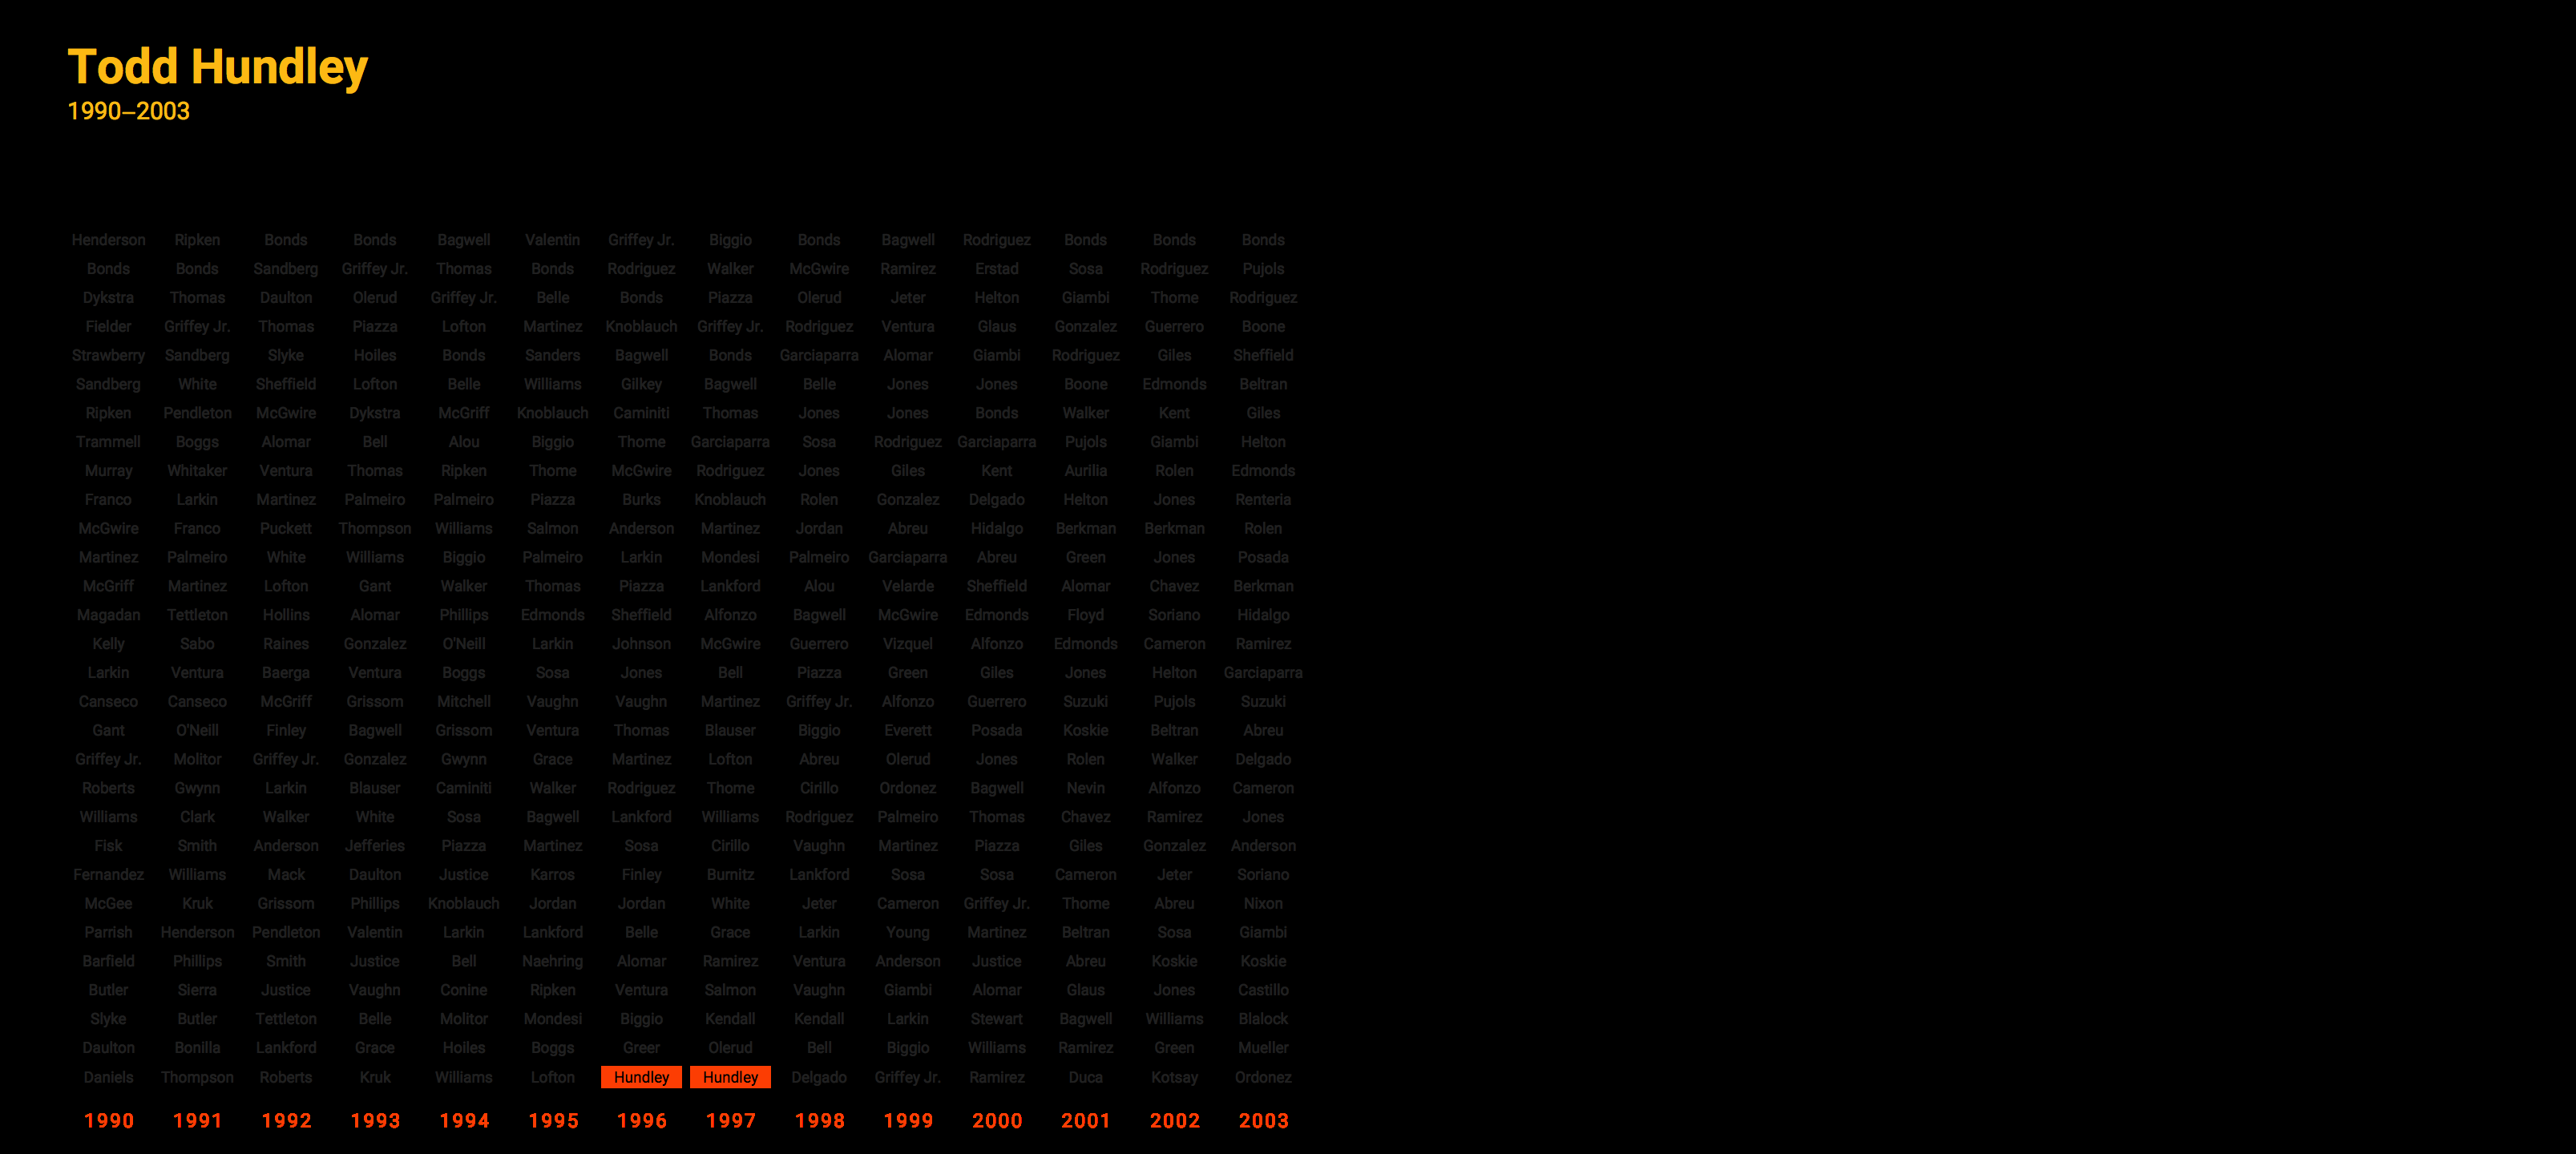 Todd Hundley
1990–2003
Henderson Ripken Bonds Bonds Bagwell Valentin Griffey Jr. Biggio Bonds Bagwell Rodriguez Bonds Bonds Bonds
Bonds Bonds Sandberg Griffey Jr. Thomas Bonds Rodriguez Walker McGwire Ramirez Erstad Sosa Rodriguez Pujols
Dykstra Thomas Daulton Olerud Griffey Jr. Belle Bonds Piazza Olerud Jeter Helton Giambi Thome Rodriguez
Fielder Griffey Jr. Thomas Piazza Lofton Martinez Knoblauch Griffey Jr. Rodriguez Ventura Glaus Gonzalez Guerrero Boone
Strawberry Sandberg Slyke Hoiles Bonds Sanders Bagwell Bonds Garciaparra Alomar Giambi Rodriguez Giles Sheffield
Sandberg White Sheffield Lofton Belle Williams Gilkey Bagwell Belle Jones Jones Boone Edmonds Beltran
Ripken Pendleton McGwire Dykstra McGriff Knoblauch Caminiti Thomas Jones Jones Bonds Walker Kent Giles
Trammell Boggs Alomar Bell Alou Biggio Thome Garciaparra Sosa Rodriguez Garciaparra Pujols Giambi Helton
Murray Whitaker Ventura Thomas Ripken Thome McGwire Rodriguez Jones Giles Kent Aurilia Rolen Edmonds
Franco Larkin Martinez Palmeiro Palmeiro Piazza Burks Knoblauch Rolen Gonzalez Delgado Helton Jones Renteria
McGwire Franco Puckett Thompson Williams Salmon Anderson Martinez Jordan Abreu Hidalgo Berkman Berkman Rolen
Martinez Palmeiro White Williams Biggio Palmeiro Larkin Mondesi Palmeiro Garciaparra Abreu Green Jones Posada
McGriff Martinez Lofton Gant Walker Thomas Piazza Lankford Alou Velarde Sheffield Alomar Chavez Berkman
Magadan Tettleton Hollins Alomar Phillips Edmonds Sheffield Alfonzo Bagwell McGwire Edmonds Floyd Soriano Hidalgo
Kelly Sabo Raines Gonzalez O'Neill Larkin Johnson McGwire Guerrero Vizquel Alfonzo Edmonds Cameron Ramirez
Larkin Ventura Baerga Ventura Boggs Sosa Jones Bell Piazza Green Giles Jones Helton Garciaparra
Canseco Canseco McGriff Grissom Mitchell Vaughn Vaughn Martinez Griffey Jr. Alfonzo Guerrero Suzuki Pujols Suzuki
Gant O'Neill Finley Bagwell Grissom Ventura Thomas Blauser Biggio Everett Posada Koskie Beltran Abreu
Griffey Jr. Molitor Griffey Jr. Gonzalez Gwynn Grace Martinez Lofton Abreu Olerud Jones Rolen Walker Delgado
Roberts Gwynn Larkin Blauser Caminiti Walker Rodriguez Thome Cirillo Ordonez Bagwell Nevin Alfonzo Cameron
Williams Clark Walker White Sosa Bagwell Lankford Williams Rodriguez Palmeiro Thomas Chavez Ramirez Jones
Fisk Smith Anderson Jefferies Piazza Martinez Sosa Cirillo Vaughn Martinez Piazza Giles Gonzalez Anderson
Fernandez Williams Mack Daulton Justice Karros Finley Burnitz Lankford Sosa Sosa Cameron Jeter Soriano
McGee Kruk Grissom Phillips Knoblauch Jordan Jordan White Jeter Cameron Griffey Jr. Thome Abreu Nixon
Parrish Henderson Pendleton Valentin Larkin Lankford Belle Grace Larkin Young Martinez Beltran Sosa Giambi
Barfield Phillips Smith Justice Bell Naehring Alomar Ramirez Ventura Anderson Justice Abreu Koskie Koskie
Butler Sierra Justice Vaughn Conine Ripken Ventura Salmon Vaughn Giambi Alomar Glaus Jones Castillo
Slyke Butler Tettleton Belle Molitor Mondesi Biggio Kendall Kendall Larkin Stewart Bagwell Williams Blalock
Daulton Bonilla Lankford Grace Hoiles Boggs Greer Olerud Bell Biggio Williams Ramirez Green Mueller
Daniels Thompson Roberts Kruk Williams Lofton Hundley Hundley Delgado Griffey Jr. Ramirez Duca Kotsay Ordonez
1990 1991 1992 1993 1994 1995 1996 1997 1998 1999 2000 2001 2002 2003